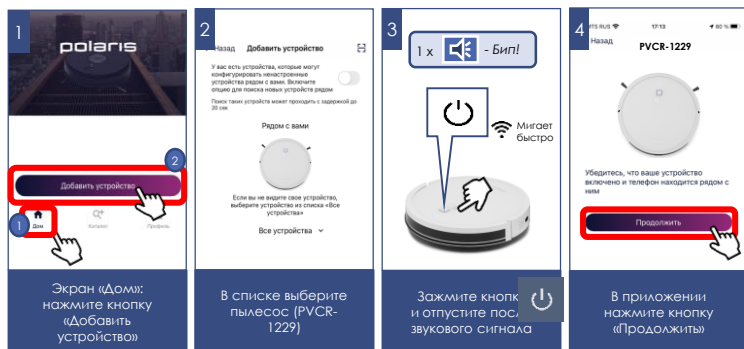 1
polaris
2
Добавить устройство
1
Дом
Каталог
Профиль
Экран «Дом»:
нажмите кнопку
«Добавить
устройство»
2
Назад Добавить устройство
У вас есть устройства, которые могут
конфигурировать ненастроенные
устройства рядом с вами. Включите
опцию для поиска новых устройств рядом
Поиск таких устройств может проходить с задержкой до
20 сек
Рядом с вами
Если вы не видите свое устройство,
выберите устройство из списка «Все
устройства»
Все устройства
В списке выберите
пылесос (PVCR-
1229)
3
1 x - Бип!
Мигает
быстро
Зажмите
и отпустите
звукового сигнала
4
MTS RUS 17:13 80 %
Назад
PVCR-1229
Убедитесь, что ваше устройство
включено и телефон находится рядом с
ним
Продолжить
В приложении
нажмите кнопку
«Продолжить»